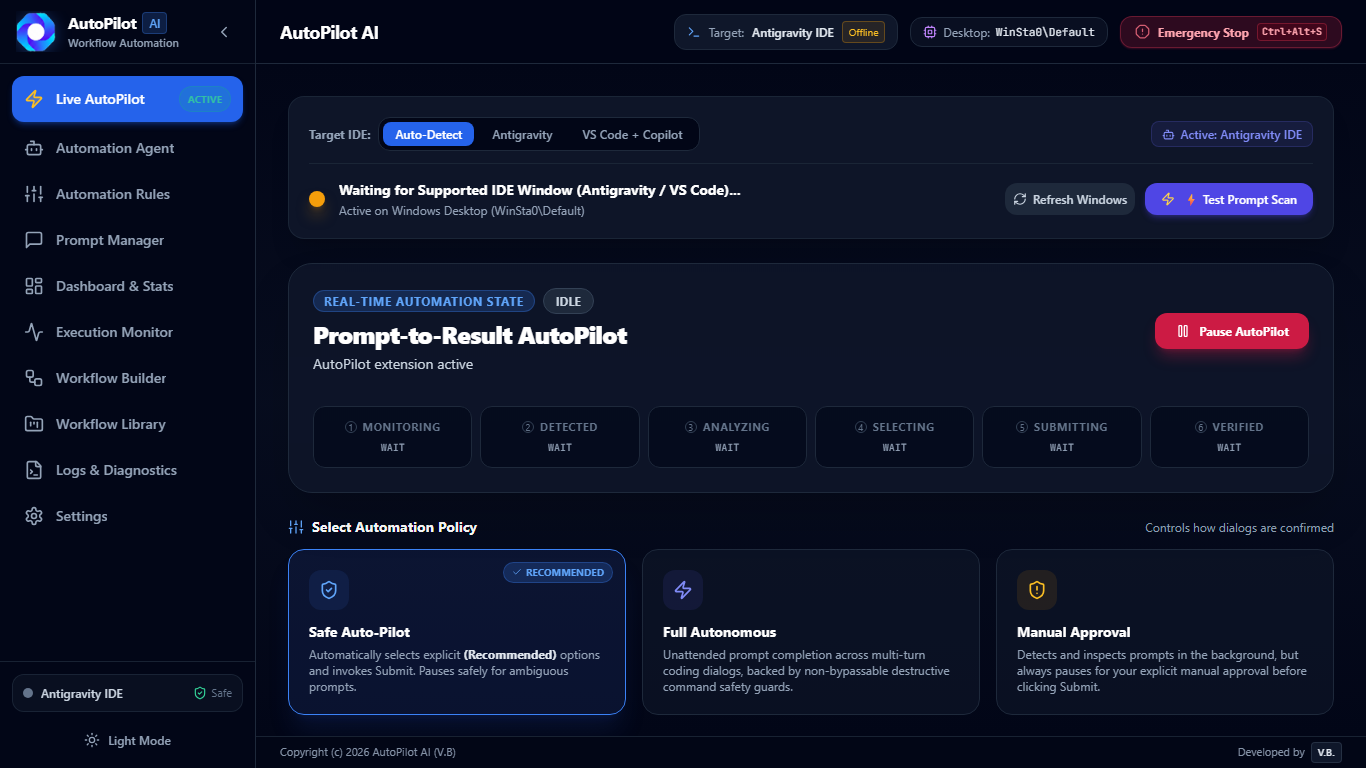 AutoPilot AI
Workflow Automation
AutoPilot AI
Target: Antigravity IDE Offline
Desktop: WinSta0\Default
Emergency Stop Ctrl+Alt+S
Live AutoPilot ACTIVE
Automation Agent
Automation Rules
Prompt Manager
Dashboard & Stats
Execution Monitor
Workflow Builder
Workflow Library
Logs & Diagnostics
Settings
Antigravity IDE Safe
Light Mode
Target IDE: Auto-Detect Antigravity VS Code + Copilot
Active: Antigravity IDE
Waiting for Supported IDE Window (Antigravity / VS Code)...
Active on Windows Desktop (WinSta0\Default)
Refresh Windows
Test Prompt Scan
REAL-TIME AUTOMATION STATE IDLE
Prompt-to-Result AutoPilot
AutoPilot extension active
Pause AutoPilot
① MONITORING
WAIT
② DETECTED
WAIT
③ ANALYZING
WAIT
④ SELECTING
WAIT
⑤ SUBMITTING
WAIT
⑥ VERIFIED
WAIT
Select Automation Policy
Controls how dialogs are confirmed
✓ RECOMMENDED
Safe Auto-Pilot
Automatically selects explicit (Recommended) options
and invokes Submit. Pauses safely for ambiguous
prompts.
Full Autonomous
Unattended prompt completion across multi-turn
coding dialogs, backed by non-bypassable destructive
command safety guards.
Manual Approval
Detects and inspects prompts in the background, but
always pauses for your explicit manual approval before
clicking Submit.
Copyright (c) 2026 AutoPilot AI (V.B)
Developed by V.B.